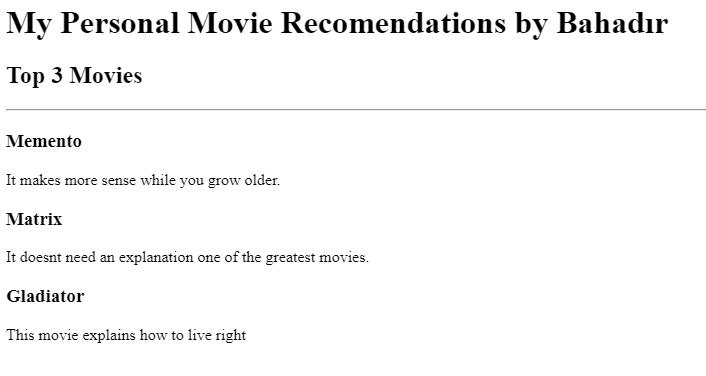 My Personal Movie Recomendations by Bahadır
Top 3 Movies
Memento
It makes more sense while you grow older.
Matrix
It doesnt need an explanation one of the greatest movies.
Gladiator
This movie explains how to live right